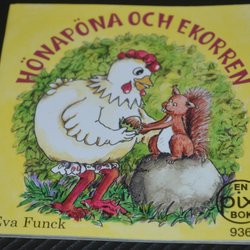 HÖNAPÖNA OCH EKORREN
Eva Funck
EN
PIXI
BOK
936